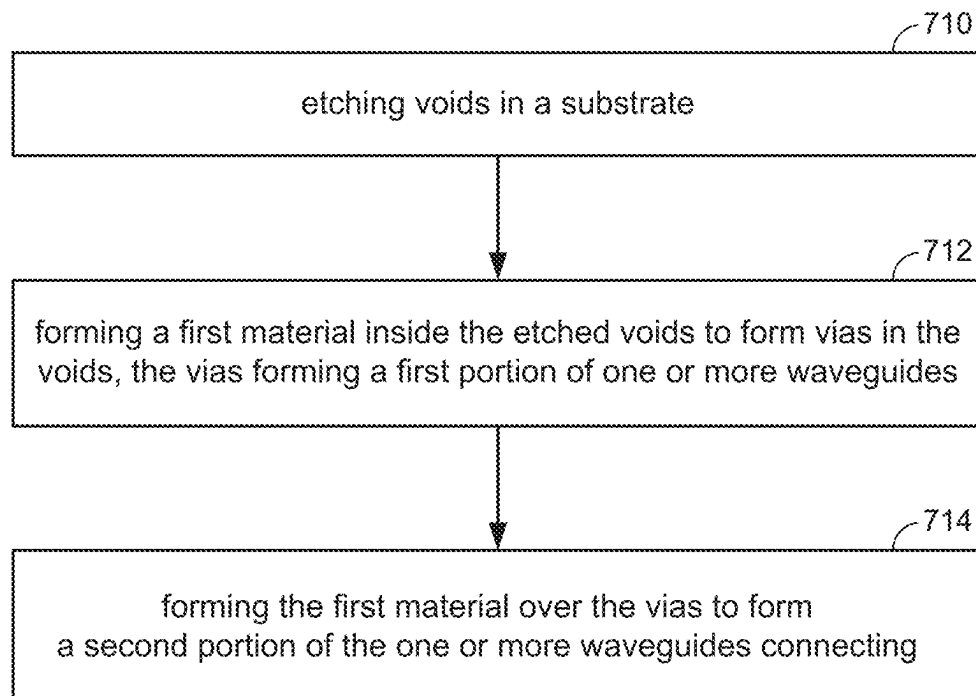 710
etching voids in a substrate
712
forming a first material inside the etched voids to form vias in the
voids, the vias forming a first portion of one or more waveguides
714
forming the first material over the vias to form
a second portion of the one or more waveguides connecting